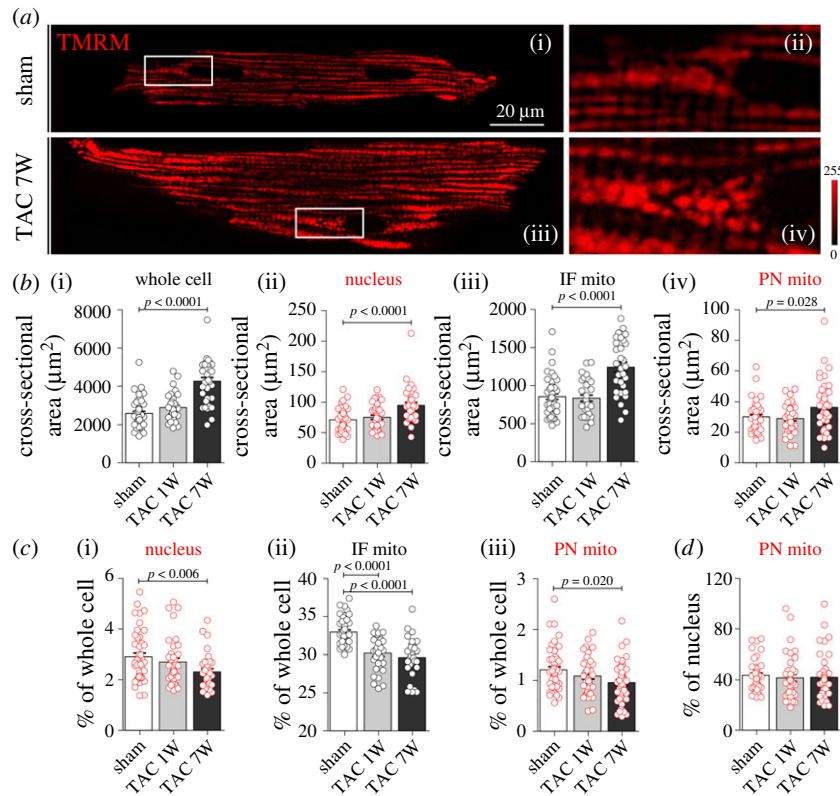 (a)
TMRM
(i)
(ii)
sham
20 µm
TAC 7W
(iii)
(iv)
255
0
(b)
(i)
whole cell
p < 0.0001
cross-sectional
area (µm²)
8000
6000
4000
2000
0
sham
TAC 1W
TAC 7W
(ii)
nucleus
p < 0.0001
cross-sectional
area (µm²)
250
200
150
100
50
0
sham
TAC 1W
TAC 7W
(iii)
IF mito
p < 0.0001
cross-sectional
area (µm²)
2000
1500
1000
500
0
sham
TAC 1W
TAC 7W
(iv)
PN mito
p = 0.028
cross-sectional
area (µm²)
100
80
60
40
20
0
sham
TAC 1W
TAC 7W
(c)
(i)
nucleus
p < 0.006
% of whole cell
6
4
2
0
sham
TAC 1W
TAC 7W
(ii)
IF mito
p < 0.0001
p < 0.0001
% of whole cell
40
35
30
25
20
sham
TAC 1W
TAC 7W
(iii)
PN mito
p = 0.020
% of whole cell
3
2
1
0
sham
TAC 1W
TAC 7W
(d)
PN mito
% of nucleus
120
80
40
0
sham
TAC 1W
TAC 7W